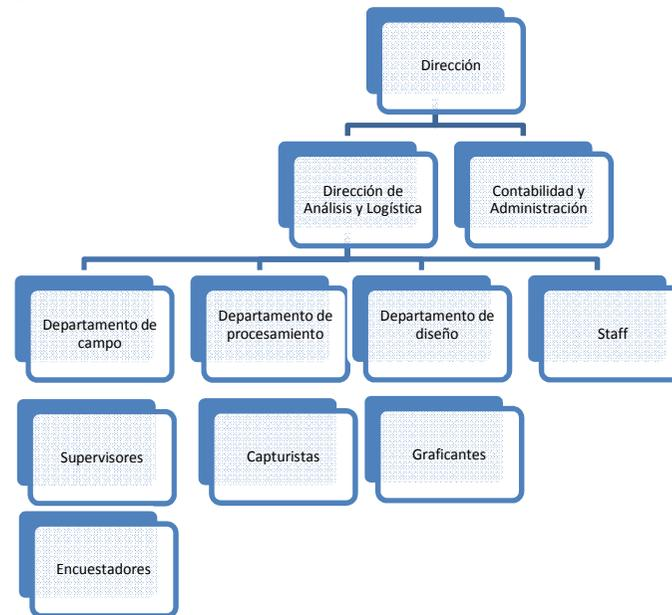 Dirección
Dirección de
Análisis y Logística
Contabilidad y
Administración
Departamento de
campo
Departamento de
procesamiento
Departamento de
diseño
Staff
Supervisores
Capturistas
Graficantes
Encuestadores